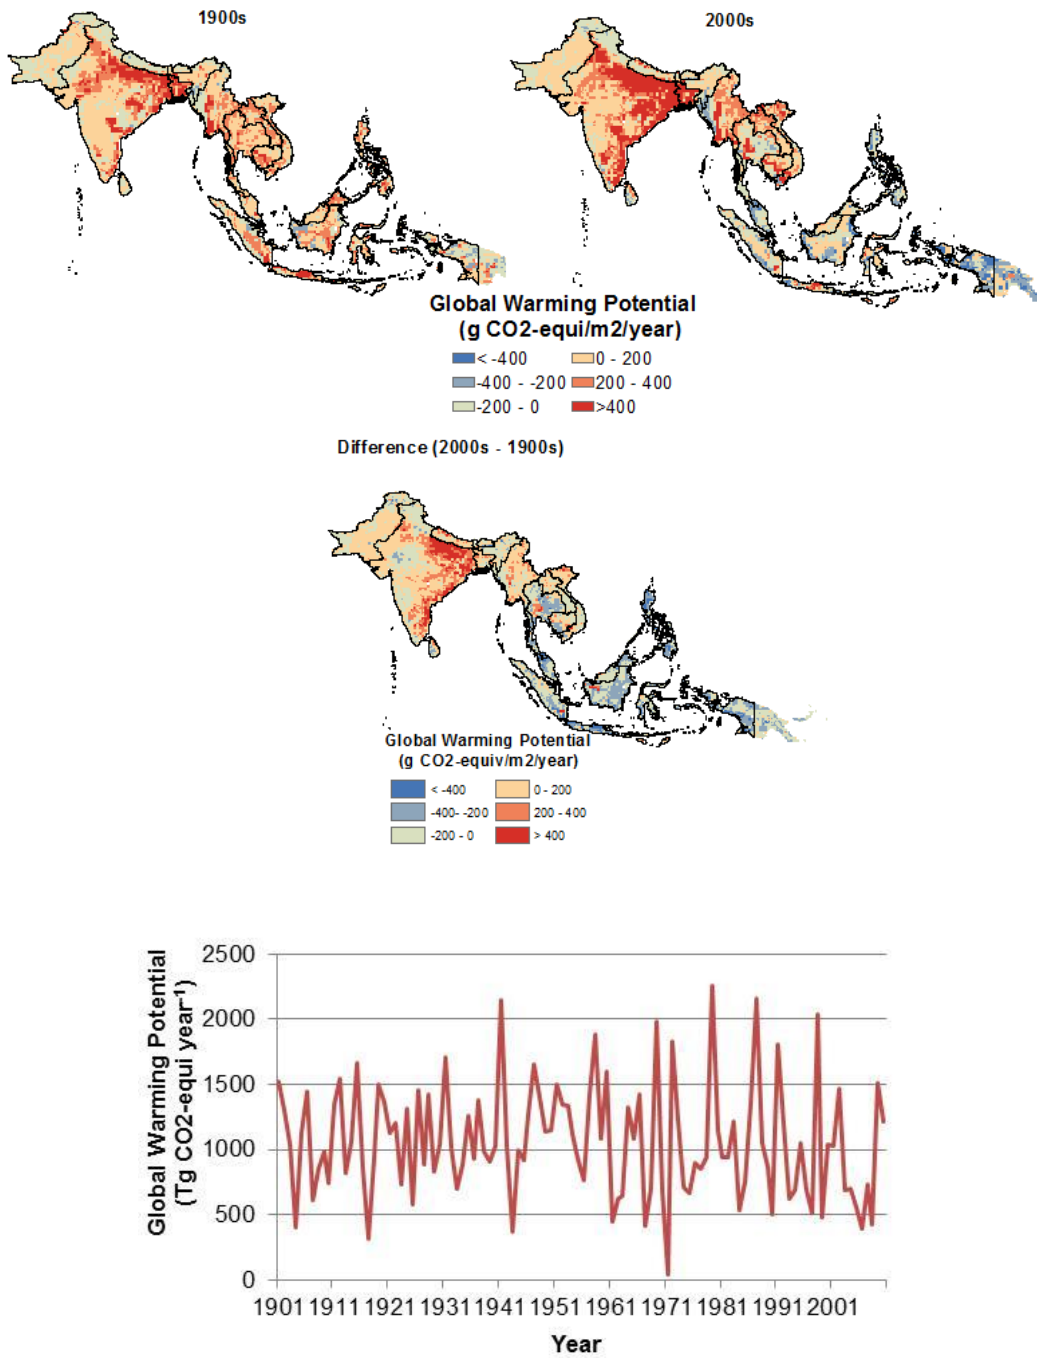 1900s
2000s
Global Warming Potential
(g CO2-equi/m2/year)
< -400
0 - 200
-400 - -200
200 - 400
-200 - 0
>400
Difference (2000s - 1900s)
Global Warming Potential
(g CO2-equiv/m2/year)
< -400
0 - 200
-400- -200
200 - 400
-200 - 0
> 400
Global Warming Potential
(Tg CO2-equi year-1)
2500
2000
1500
1000
500
0
1901 1911 1921 1931 1941 1951 1961 1971 1981 1991 2001
Year